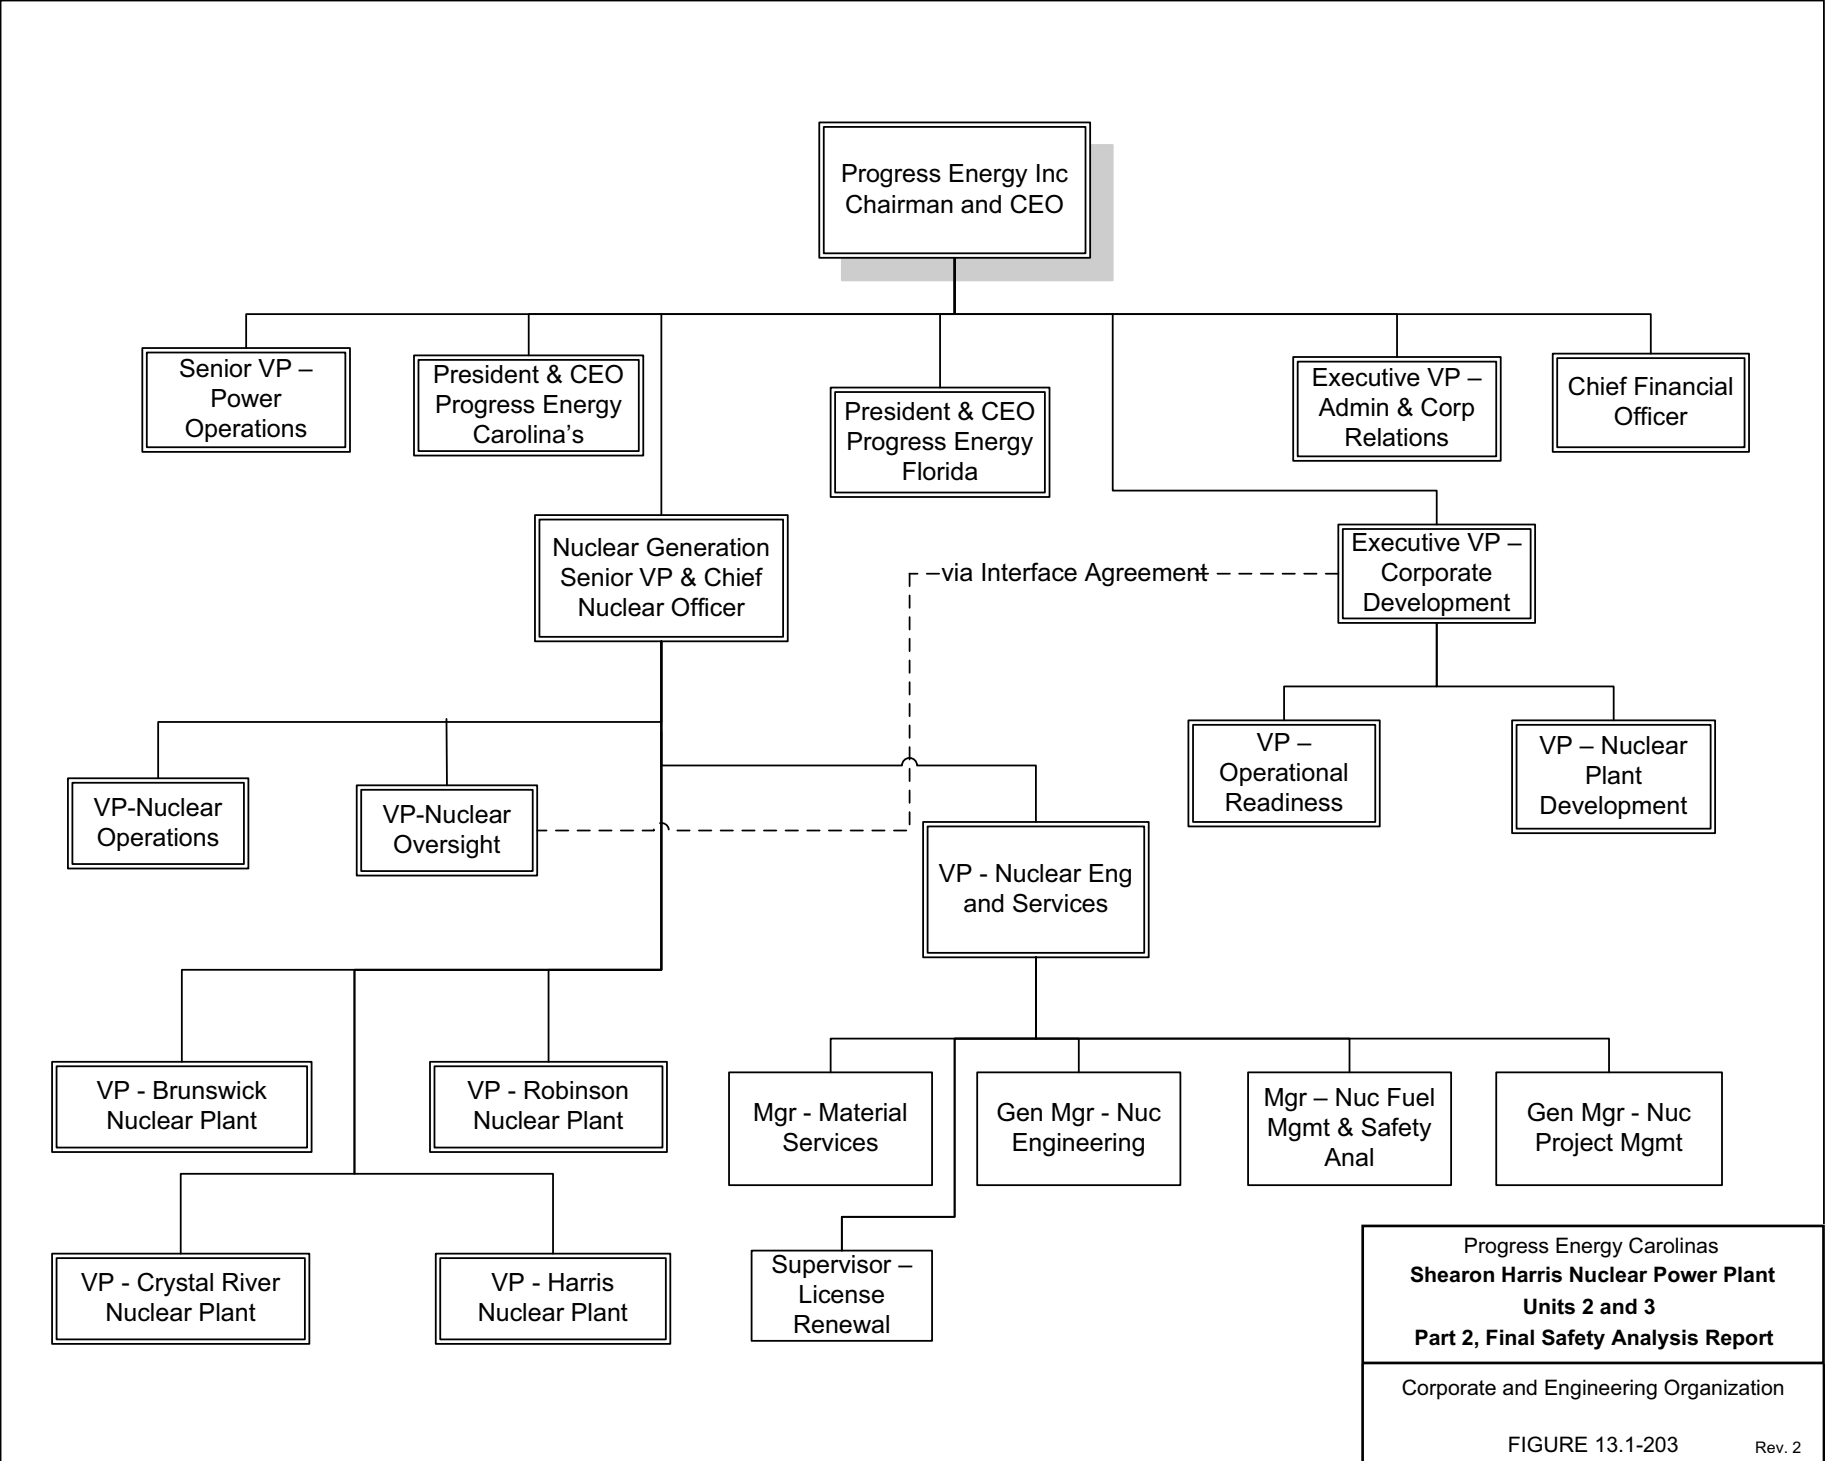 Progress Energy Inc
Chairman and CEO
Senior VP –
Power
Operations
President & CEO
Progress Energy
Carolina’s
President & CEO
Progress Energy
Florida
Executive VP –
Admin & Corp
Relations
Chief Financial
Officer
Nuclear Generation
Senior VP & Chief
Nuclear Officer
via Interface Agreement
Executive VP –
Corporate
Development
VP –
Operational
Readiness
VP – Nuclear
Plant
Development
VP-Nuclear
Operations
VP-Nuclear
Oversight
VP - Nuclear Eng
and Services
VP - Brunswick
Nuclear Plant
VP - Robinson
Nuclear Plant
Mgr - Material
Services
Gen Mgr - Nuc
Engineering
Mgr – Nuc Fuel
Mgmt & Safety
Anal
Gen Mgr - Nuc
Project Mgmt
VP - Crystal River
Nuclear Plant
VP - Harris
Nuclear Plant
Supervisor –
License
Renewal
Progress Energy Carolinas
Shearon Harris Nuclear Power Plant
Units 2 and 3
Part 2, Final Safety Analysis Report
Corporate and Engineering Organization
FIGURE 13.1-203
Rev. 2